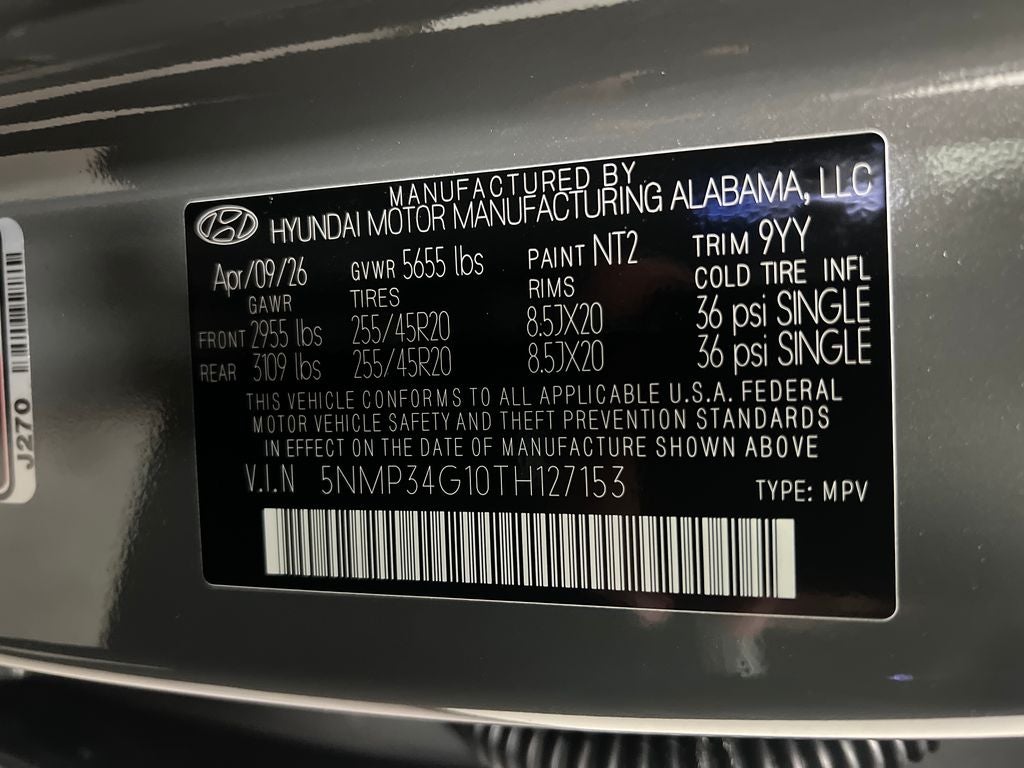 MANUFACTURED BY
HYUNDAI MOTOR MANUFACTURING ALABAMA, LLC
Apr/09/26 GVWR 5655 lbs PAINT NT2 TRIM 9YY
GAWR TIRES RIMS COLD TIRE INFL
FRONT 2955 lbs 255/45R20 8.5JX20 36 psi SINGLE
REAR 3109 lbs 255/45R20 8.5JX20 36 psi SINGLE
THIS VEHICLE CONFORMS TO ALL APPLICABLE U.S.A. FEDERAL
MOTOR VEHICLE SAFETY AND THEFT PREVENTION STANDARDS
IN EFFECT ON THE DATE OF MANUFACTURE SHOWN ABOVE
V.I.N 5NMP34G10TH127153 TYPE: MPV
J270